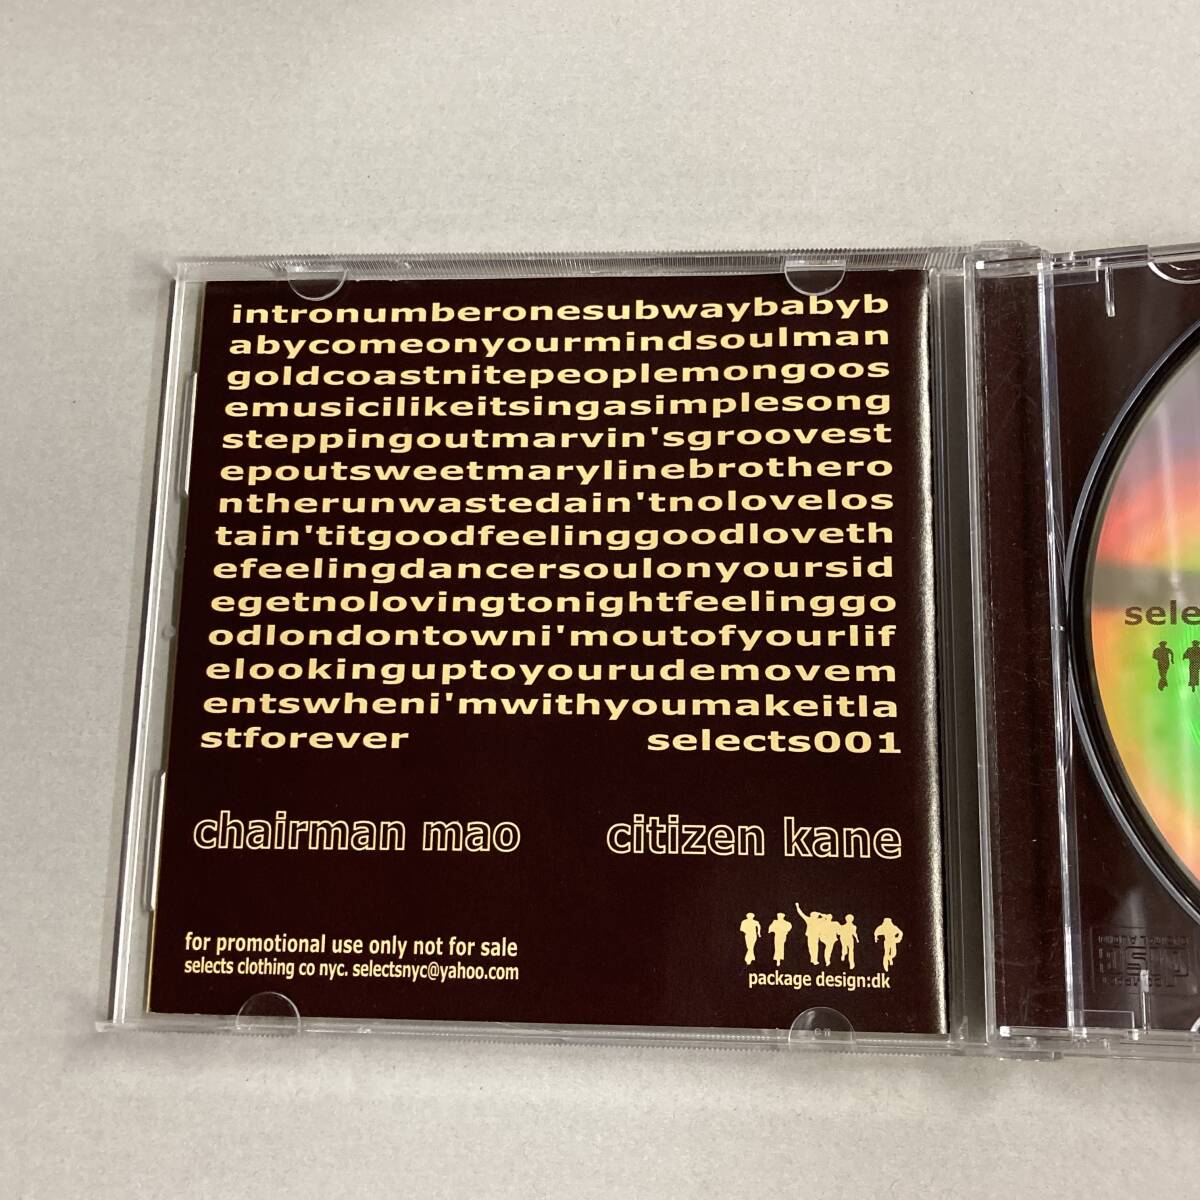 intronumberonesubwaybabyb
abycomeonyourmindsoulman
goldcoastnitepeoplemongoos
emusicilikeitsingasimplesong
steppingoutmarvin'sgroovest
epoutsweetmarylinebrothero
ntherunwastedain'tnolovelos
tain'titgoodfeelinggoodloveth
efeelingdancersoulonyoursid
egetnolovingtonightfeelinggo
odlondontowni'moutofyourlif
elookinguptoyourudemovem
entswheni'mwithyoumakeitla
stforever selects001
chairman mao citizen kane
for promotional use only not for sale
selects clothing co nyc. selectsnyc@yahoo.com
package design:dk
sele